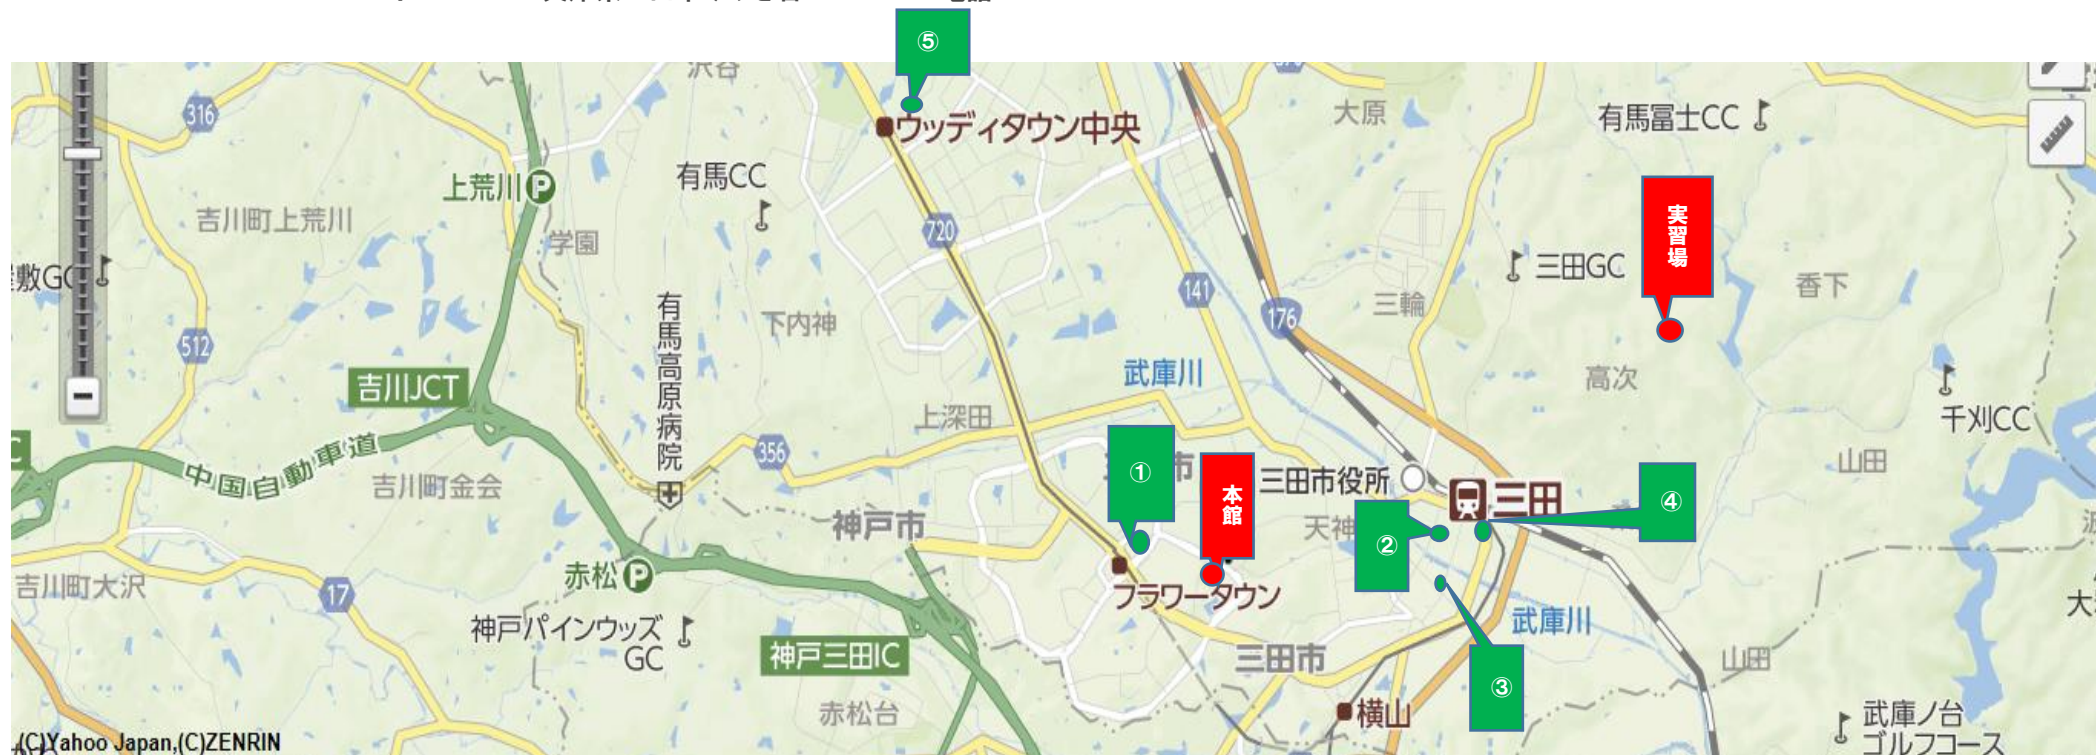 ⑤
沢谷
316
ウッディタウン中央
大原
有馬冨士CC
有馬CC
上荒川
P
吉川町上荒川
学園
720
実習場
三田GC
敷GC
141
香下
有馬高原病院
下内神
176
三輪
512
武庫川
高次
吉川JCT
千刈CC
上深田
中国自動車道
356
①
市
本館
三田市役所
山田
吉川町金会
三田
④
神戸市
天神
②
赤松
P
吉川町大沢
17
フラワータウン
武庫川
神戸パインウッズ
GC
神戸三田IC
三田市
山田
③
赤松台
横山
武庫ノ台
ゴルフコース
(C)Yahoo Japan,(C)ZENRIN